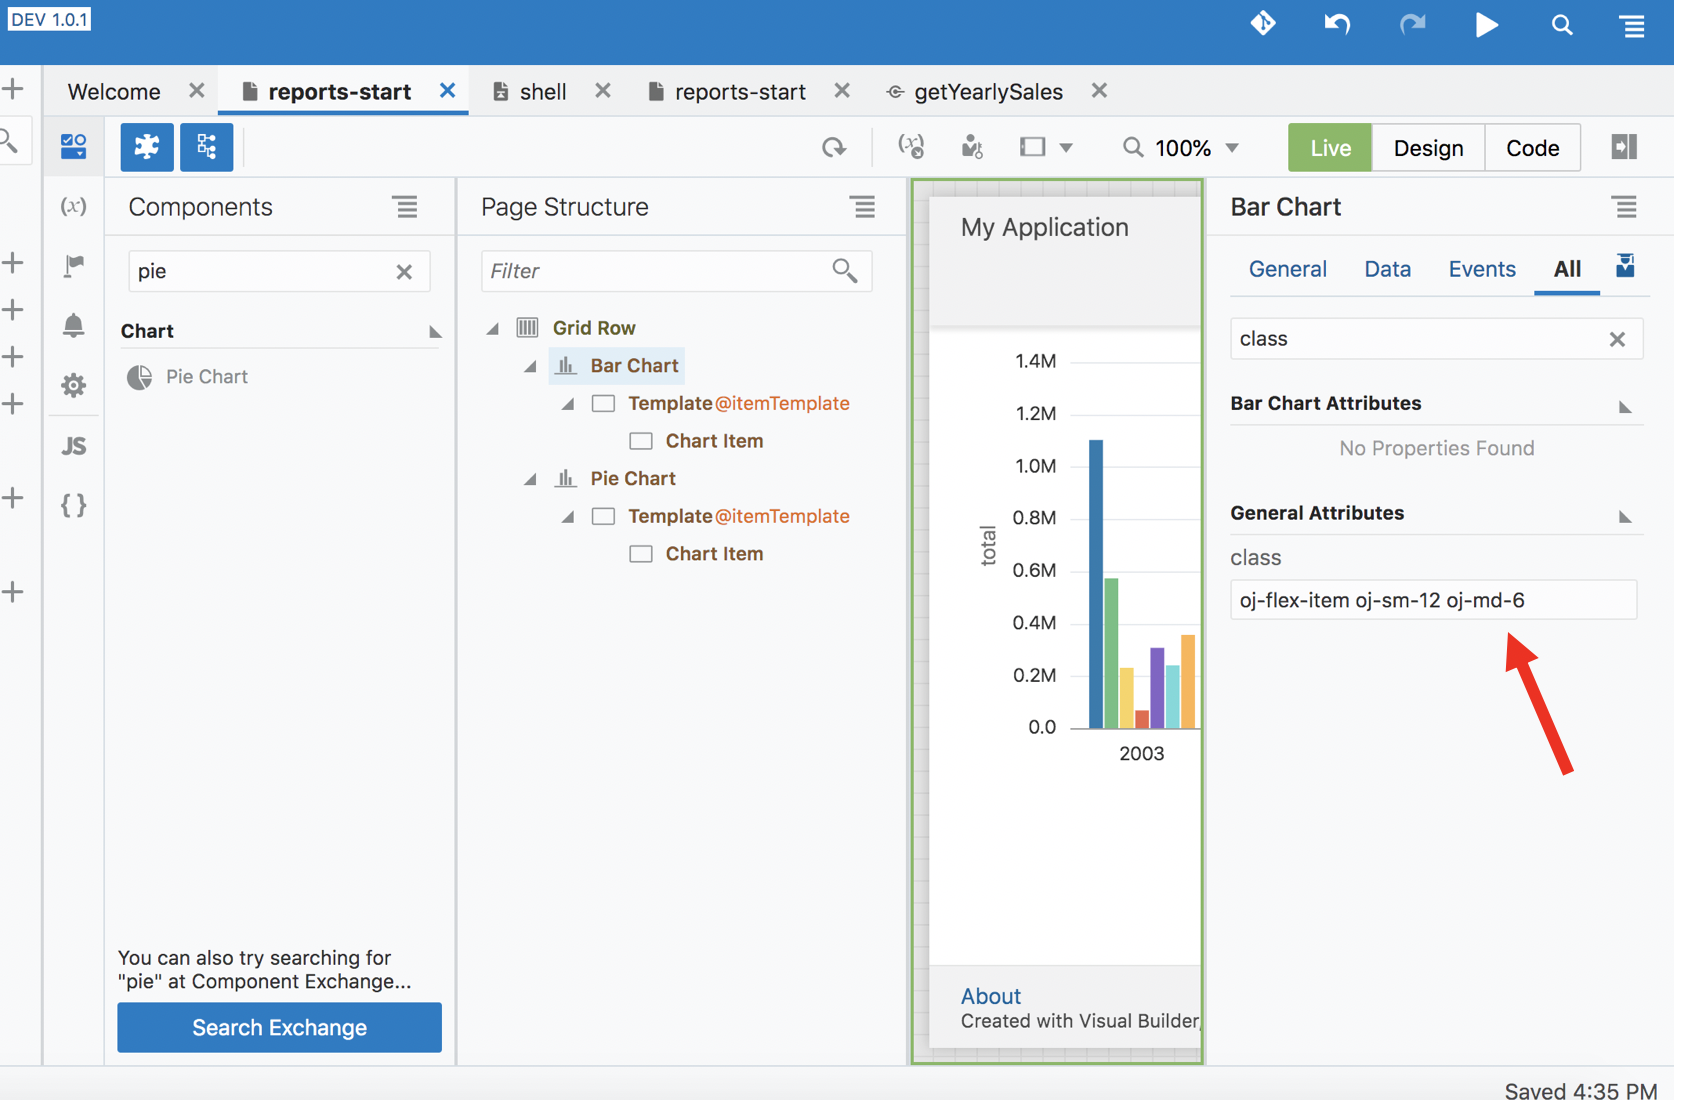 DEV 1.0.1
Welcome
reports-start
shell
reports-start
getYearlySales
100%
Live
Design
Code
(x)
JS
{ }
Components
pie
Chart
Pie Chart
You can also try searching for
"pie" at Component Exchange...
Search Exchange
Page Structure
Filter
Grid Row
Bar Chart
Template@itemTemplate
Chart Item
Pie Chart
Template@itemTemplate
Chart Item
My Application
1.4M
1.2M
1.0M
0.8M
0.6M
0.4M
0.2M
0.0
total
2003
About
Created with Visual Builder,
Bar Chart
General
Data
Events
All
class
Bar Chart Attributes
No Properties Found
General Attributes
class
oj-flex-item oj-sm-12 oj-md-6
Saved 4:35 PM